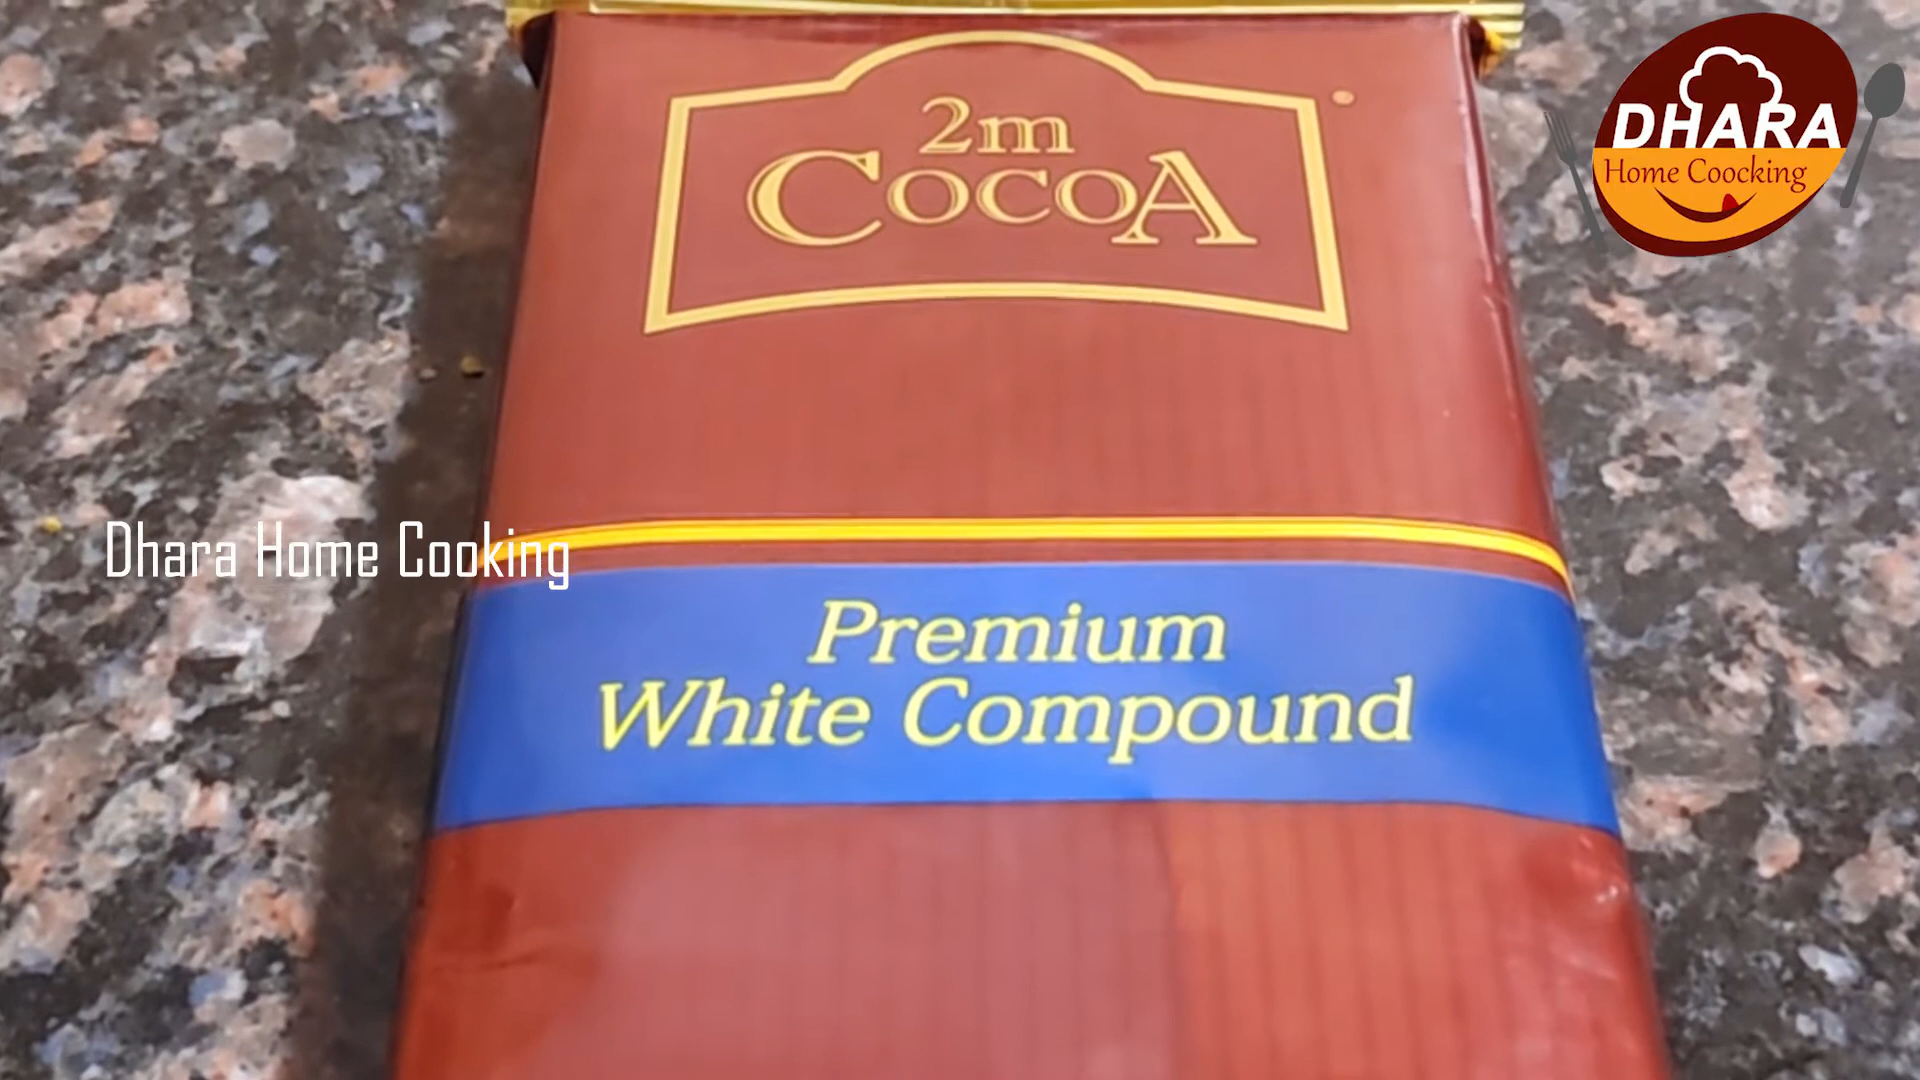 2m
COCOA
DHARA
Home Coocking
Dhara Home Cooking
Premium
White Compound